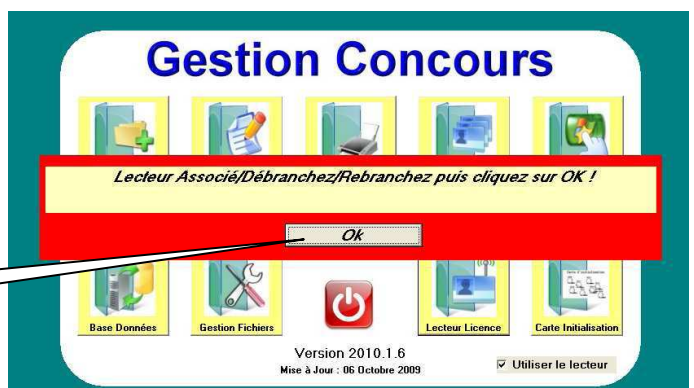 Gestion Concours
Lecteur Associé/Débranchez/Rebranchez puis cliquez sur OK !
Ok
Base Données
Gestion Fichiers
Lecteur Licence
Carte Initialisation
Version 2010.1.6
Mise à Jour : 06 Octobre 2009
Utiliser le lecteur